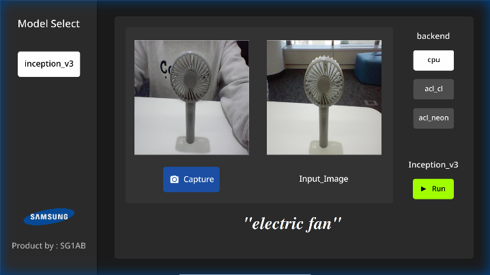 Model Select
inception_v3
SAMSUNG
Product by : SG1AB
Capture
Input_Image
"electric fan"
backend
cpu
acl_cl
acl_neon
Inception_v3
Run